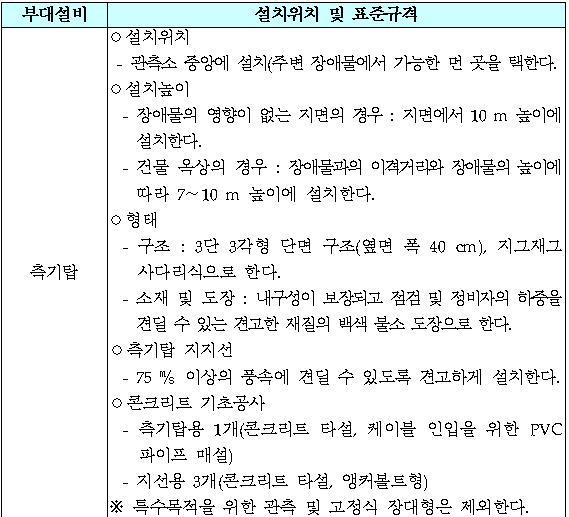 부대설비
설치위치 및 표준규격
측기탑
○ 설치위치
- 관측소 중앙에 설치(주변 장애물에서 가능한 먼 곳을 택한다.
○ 설치높이
- 장애물의 영향이 없는 지면의 경우 : 지면에서 10 m 높이에
설치한다.
- 건물 옥상의 경우 : 장애물과의 이격거리와 장애물의 높이에
따라 7~10 m 높이에 설치한다.
○ 형태
- 구조 : 3단 3각형 단면 구조(옆면 폭 40 cm), 지그재그
사다리식으로 한다.
- 소재 및 도장 : 내구성이 보장되고 점검 및 정비자의 하중을
견딜 수 있는 견고한 재질의 백색 불소 도장으로 한다.
○ 측기탑 지지선
- 75 ㎧ 이상의 풍속에 견딜 수 있도록 견고하게 설치한다.
○ 콘크리트 기초공사
- 측기탑용 1개(콘크리트 타설, 케이블 인입을 위한 PVC
파이프 매설)
- 지선용 3개(콘크리트 타설, 앵커볼트형)
※ 특수목적을 위한 관측 및 고정식 장대형은 제외한다.